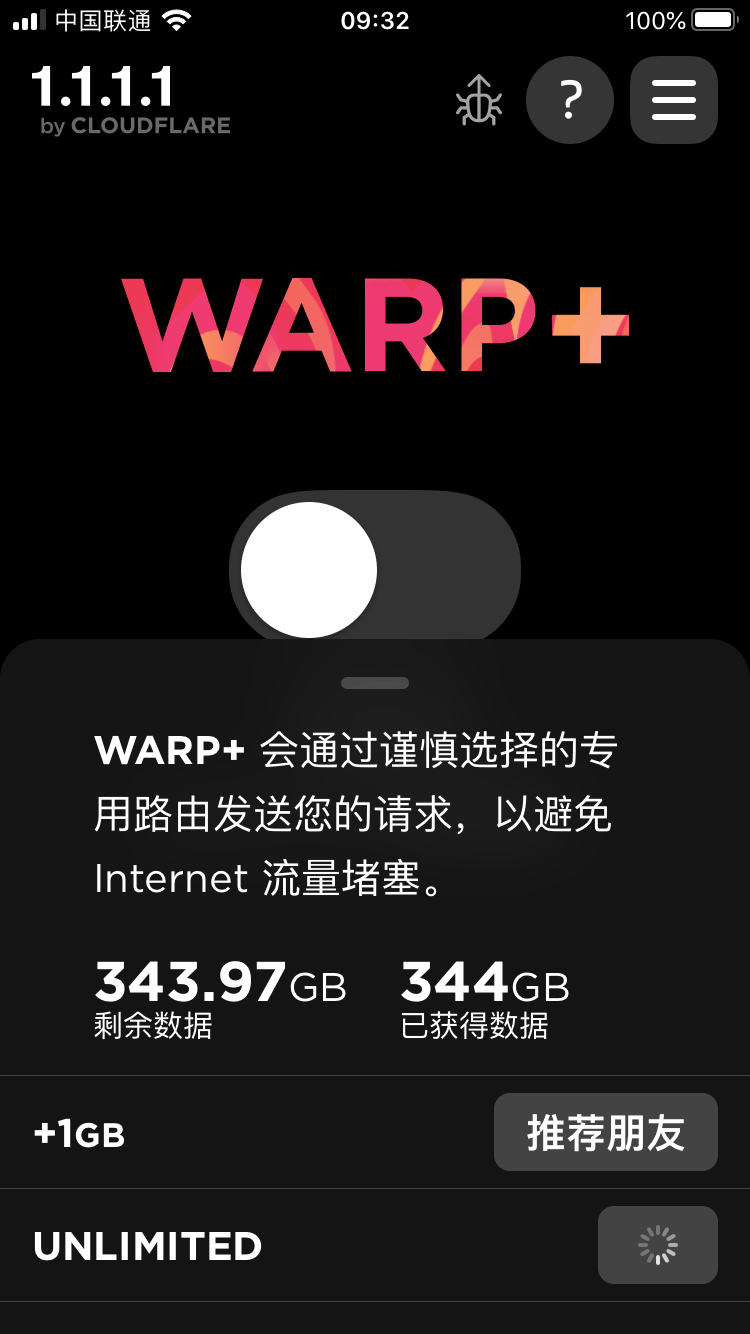 中国联通 09:32 100%
1.1.1.1
by CLOUDFLARE
?
WARP+
WARP+ 会通过谨慎选择的专
用路由发送您的请求，以避免
Internet 流量堵塞。
343.97GB 344GB
剩余数据 已获得数据
+1GB 推荐朋友
UNLIMITED